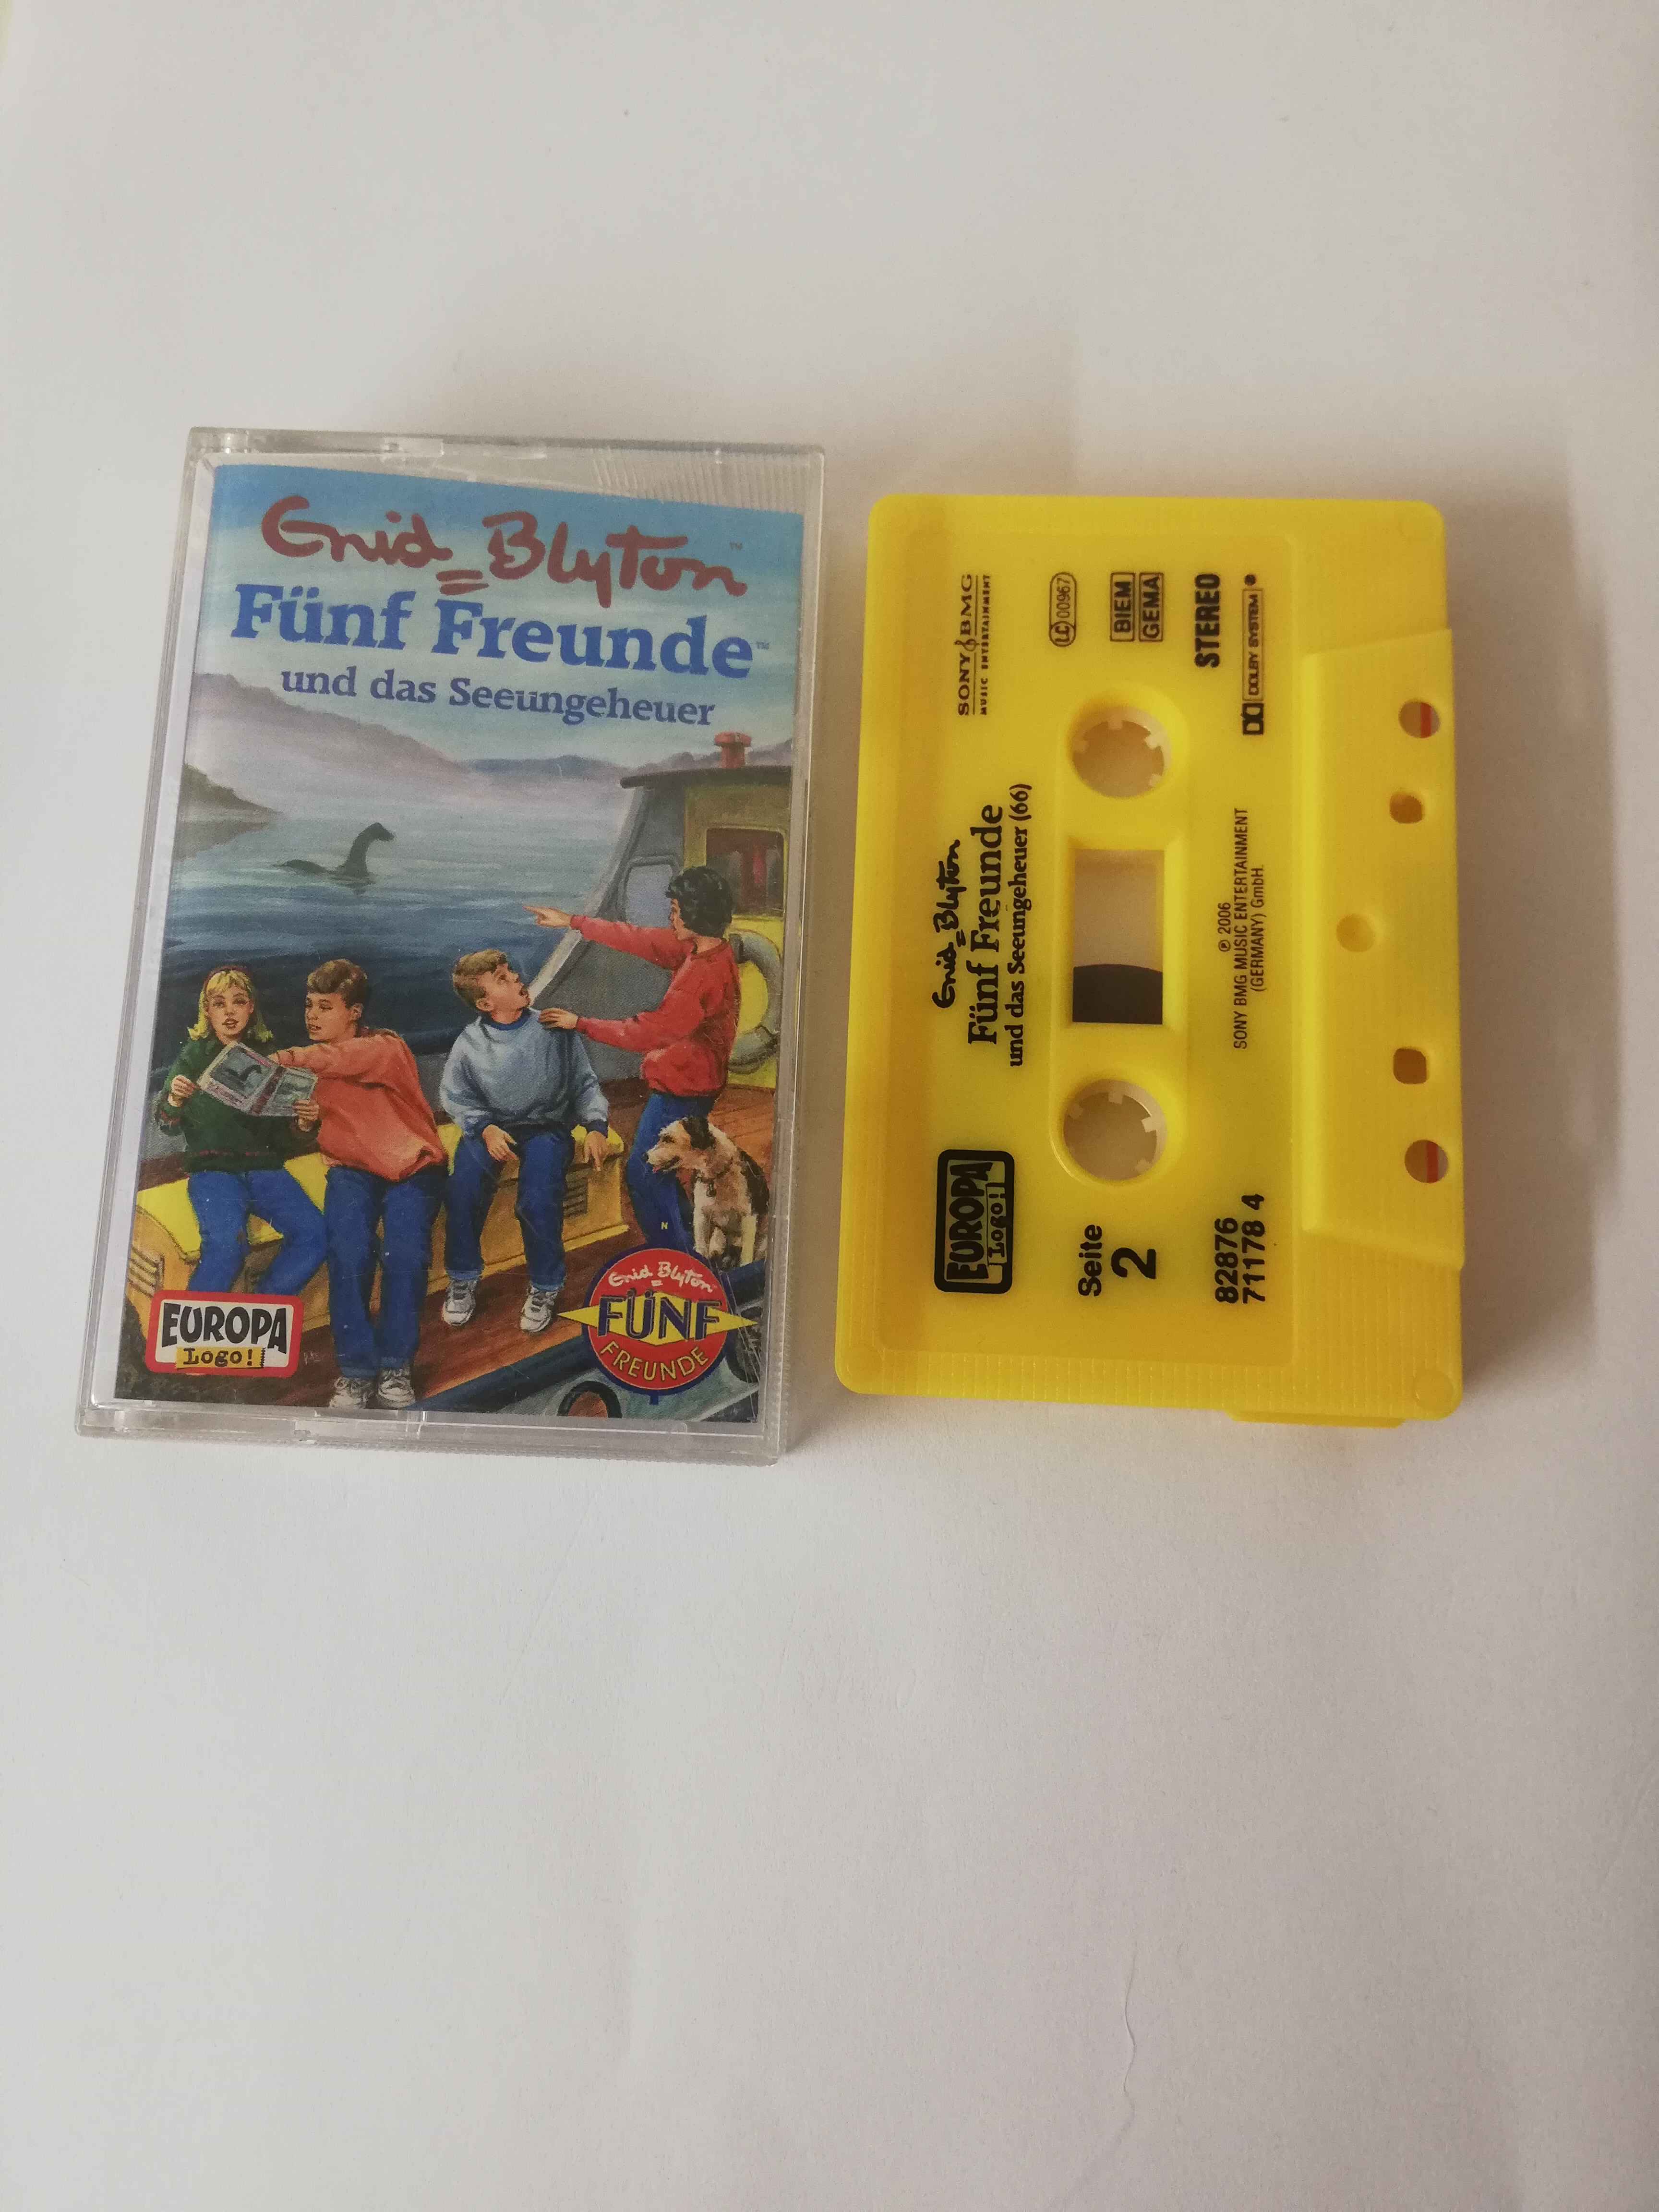 Enid Blyton™
Fünf Freunde™
und das Seeungeheuer
EUROPA
Logo!
Enid Blyton
FÜNF
FREUNDE
EUROPA
Logo!
Enid Blyton
Fünf Freunde
und das Seeungeheuer (66)
SONY BMG
MUSIC ENTERTAINMENT
LC 00967
BIEM
GEMA
STEREO
DOLBY SYSTEM ®
Seite
2
82876
71178 4
℗ 2006
SONY BMG MUSIC ENTERTAINMENT
(GERMANY) GmbH